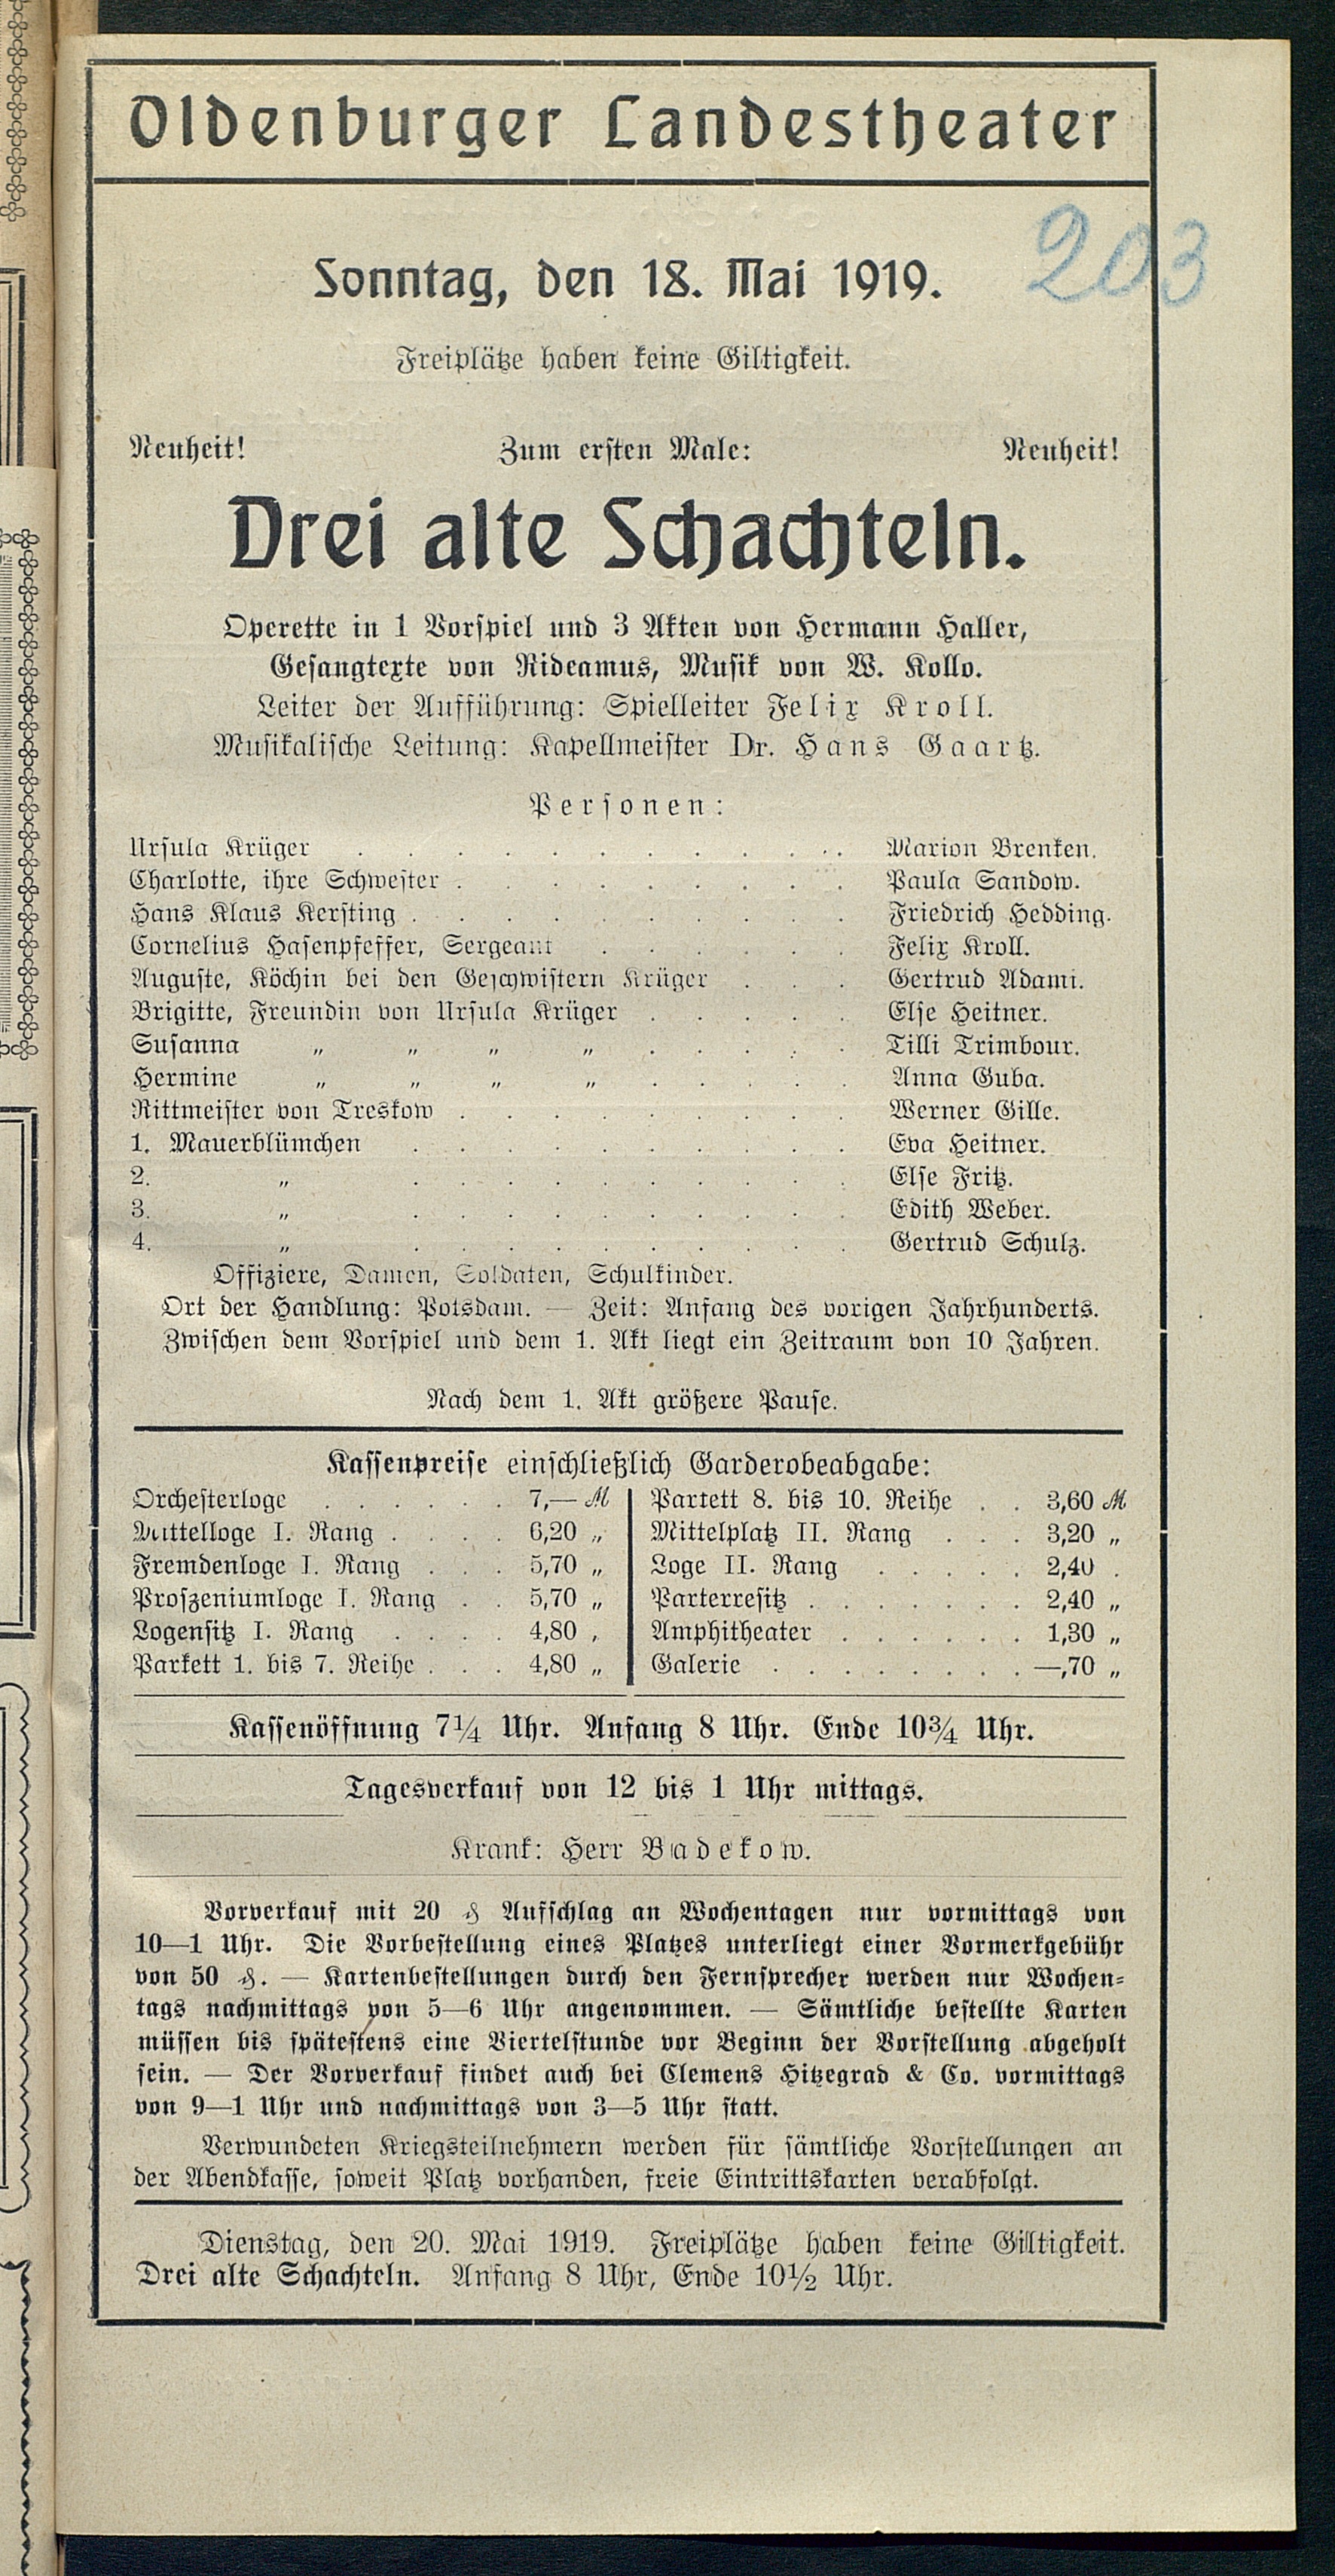 Oldenburger Landestheater
203
Sonntag, den 18. Mai 1919.
Freiplätze haben keine Giltigkeit.
Neuheit! Zum ersten Male: Neuheit!
Drei alte Schachteln.
Operette in 1 Vorspiel und 3 Akten von Hermann Haller,
Gesangtexte von Rideamus, Musik von W. Kollo.
Leiter der Aufführung: Spielleiter Felix Kroll.
Musikalische Leitung: Kapellmeister Dr. Hans Gaartz.
Personen:
Ursula Krüger . . . . . . . . . . . Marion Brenken.
Charlotte, ihre Schwester . . . . . . . . . Paula Sandow.
Hans Klaus Kersting . . . . . . . . . . Friedrich Hedding.
Cornelius Hasenpfeffer, Sergeant . . . . . . Felix Kroll.
Auguste, Köchin bei den Geschwistern Krüger . . . Gertrud Adami.
Brigitte, Freundin von Ursula Krüger . . . . . Else Heitner.
Susanna „ „ „ „ . . . . . Tilli Trimbour.
Hermine „ „ „ „ . . . . . Anna Guba.
Rittmeister von Treskow . . . . . . . . . Werner Gille.
1. Mauerblümchen . . . . . . . . . . Eva Heitner.
2. „ . . . . . . . . . . Else Fritz.
3. „ . . . . . . . . . . Edith Weber.
4. „ . . . . . . . . . . Gertrud Schulz.
Offiziere, Damen, Soldaten, Schulkinder.
Ort der Handlung: Potsdam. — Zeit: Anfang des vorigen Jahrhunderts.
Zwischen dem Vorspiel und dem 1. Akt liegt ein Zeitraum von 10 Jahren.
Nach dem 1. Akt größere Pause.
Kassenpreise einschließlich Garderobeabgabe:
Orchesterloge . . . . . . 7,— ℳ
Mittelloge I. Rang . . . . 6,20 „
Fremdenloge I. Rang . . . 5,70 „
Proszeniumloge I. Rang . . 5,70 „
Logensitz I. Rang . . . . 4,80 „
Parkett 1. bis 7. Reihe . . . 4,80 „
Parkett 8. bis 10. Reihe . . 3,60 ℳ
Mittelplatz II. Rang . . . 3,20 „
Loge II. Rang . . . . . 2,40 .
Parterresitz . . . . . . . 2,40 „
Amphitheater . . . . . . 1,30 „
Galerie . . . . . . . . —,70 „
Kassenöffnung 7¼ Uhr. Anfang 8 Uhr. Ende 10¾ Uhr.
Tagesverkauf von 12 bis 1 Uhr mittags.
Krank: Herr Badekow.
Vorverkauf mit 20 ₰ Aufschlag an Wochentagen nur vormittags von
10—1 Uhr. Die Vorbestellung eines Platzes unterliegt einer Vormerkgebühr
von 50 ₰. — Kartenbestellungen durch den Fernsprecher werden nur Wochen-
tags nachmittags von 5—6 Uhr angenommen. — Sämtliche bestellte Karten
müssen bis spätestens eine Viertelstunde vor Beginn der Vorstellung abgeholt
sein. — Der Vorverkauf findet auch bei Clemens Hitzegrad & Co. vormittags
von 9—1 Uhr und nachmittags von 3—5 Uhr statt.
Verwundeten Kriegsteilnehmern werden für sämtliche Vorstellungen an
der Abendkasse, soweit Platz vorhanden, freie Eintrittskarten verabfolgt.
Dienstag, den 20. Mai 1919. Freiplätze haben keine Giltigkeit.
Drei alte Schachteln. Anfang 8 Uhr, Ende 10½ Uhr.